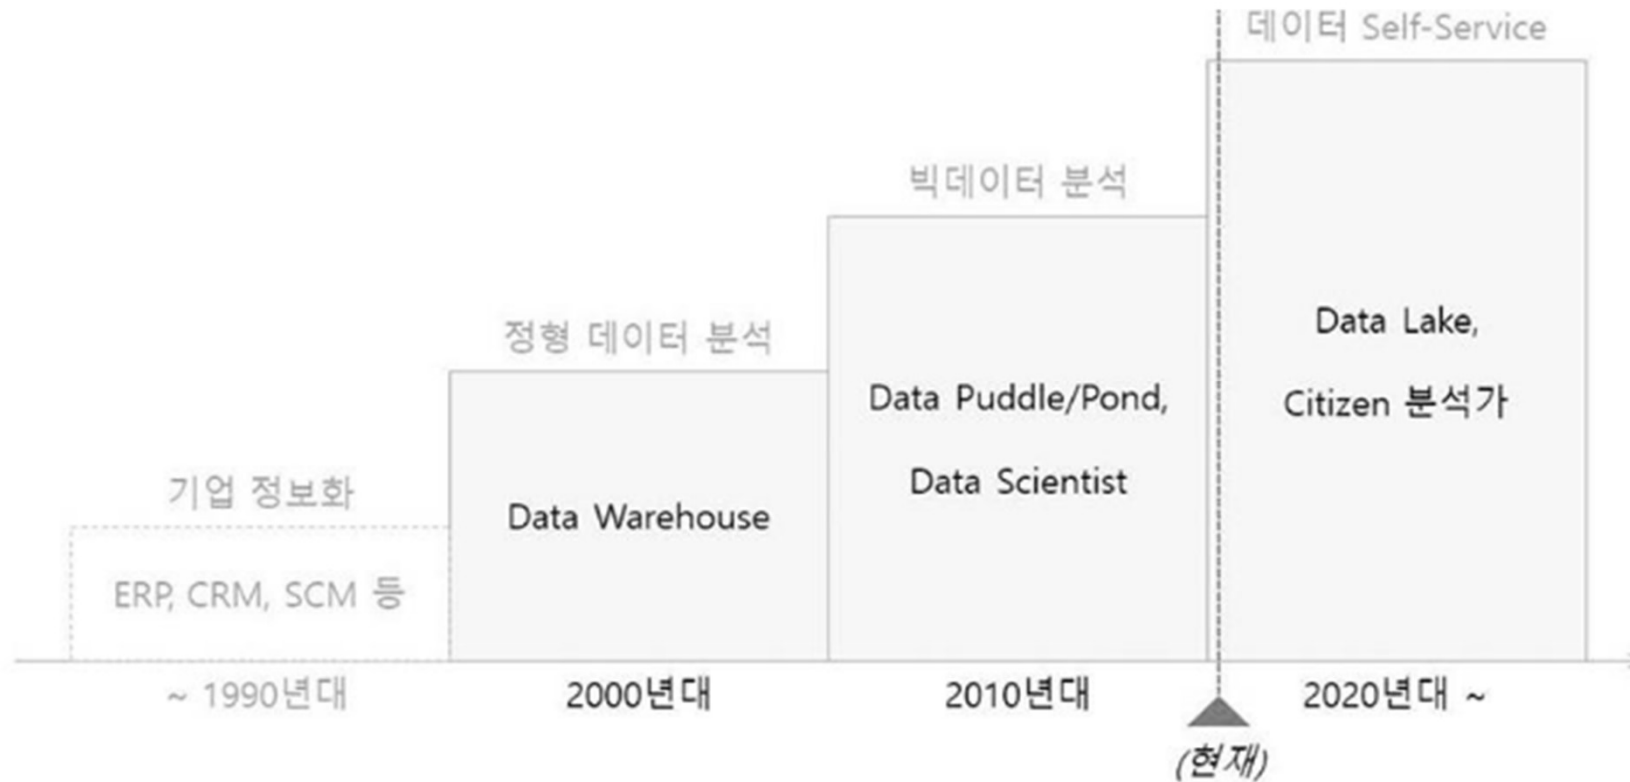 데이터 Self-Service
빅데이터 분석
정형 데이터 분석
기업 정보화
Data Lake,
Citizen 분석가
Data Puddle/Pond,
Data Scientist
Data Warehouse
ERP, CRM, SCM 등
~ 1990년대
2000년대
2010년대
2020년대 ~
(현재)